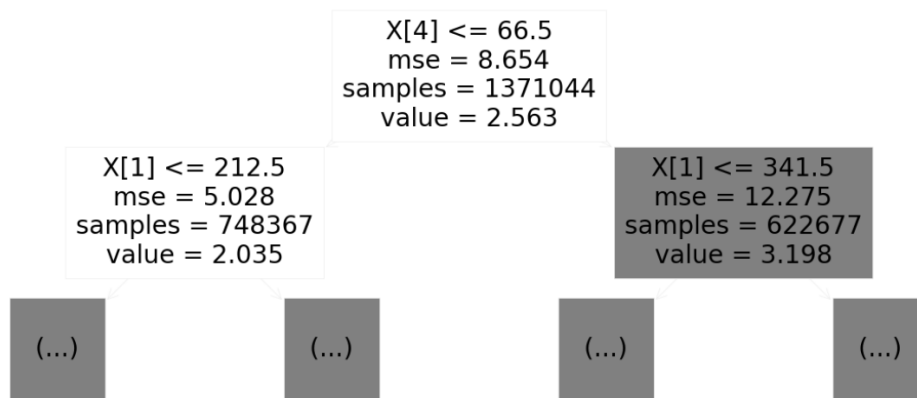 X[4] <= 66.5
mse = 8.654
samples = 1371044
value = 2.563
X[1] <= 212.5
mse = 5.028
samples = 748367
value = 2.035
X[1] <= 341.5
mse = 12.275
samples = 622677
value = 3.198
(...)
(...)
(...)
(...)